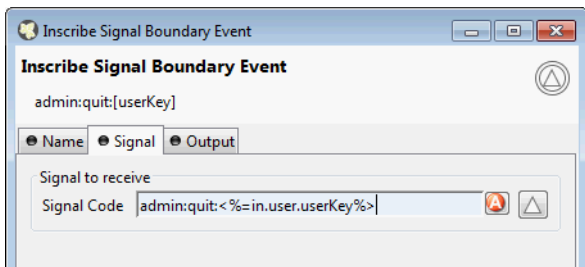 Inscribe Signal Boundary Event
Inscribe Signal Boundary Event
admin:quit:[userKey]
Name Signal Output
Signal to receive
Signal Code admin:quit:<%=in.user.userKey%> A